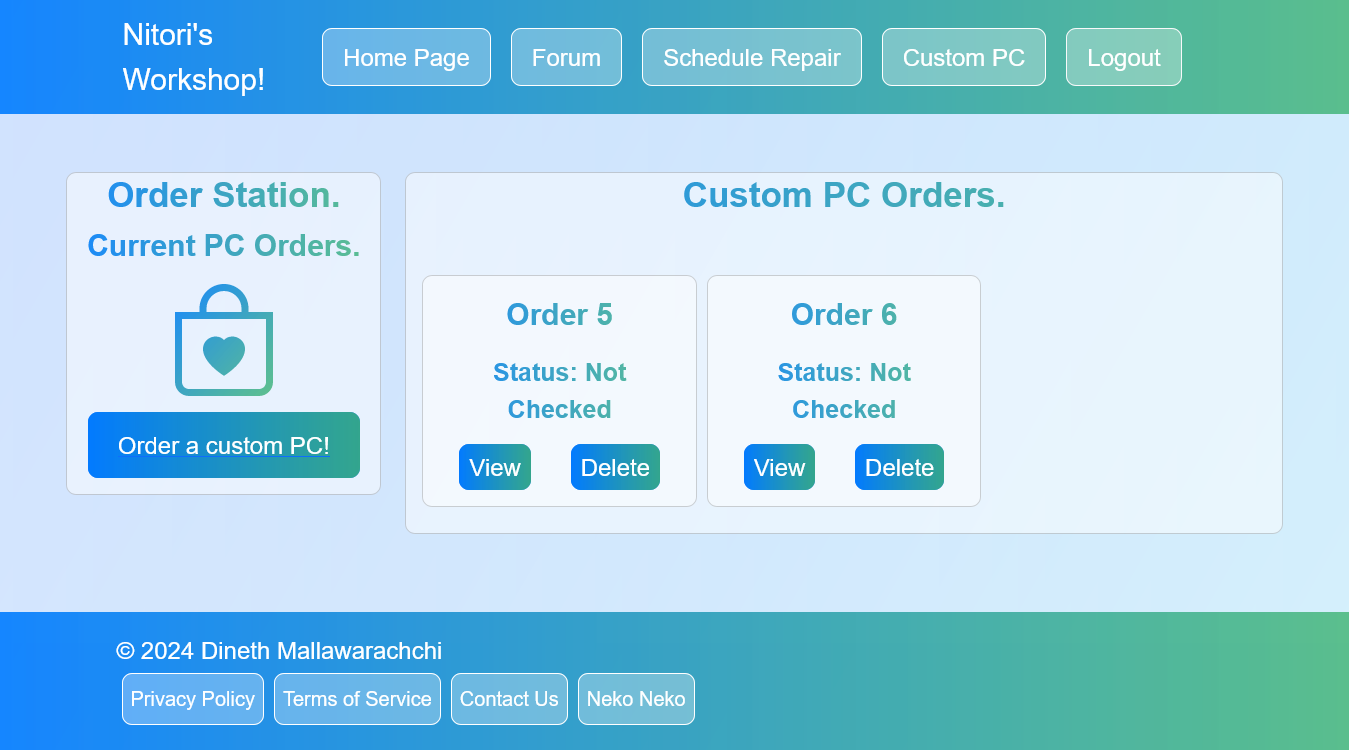 Nitori's
Workshop!
Home Page
Forum
Schedule Repair
Custom PC
Logout
Order Station.
Current PC Orders.
Order a custom PC!
Custom PC Orders.
Order 5
Status: Not
Checked
View
Delete
Order 6
Status: Not
Checked
View
Delete
© 2024 Dineth Mallawarachchi
Privacy Policy
Terms of Service
Contact Us
Neko Neko